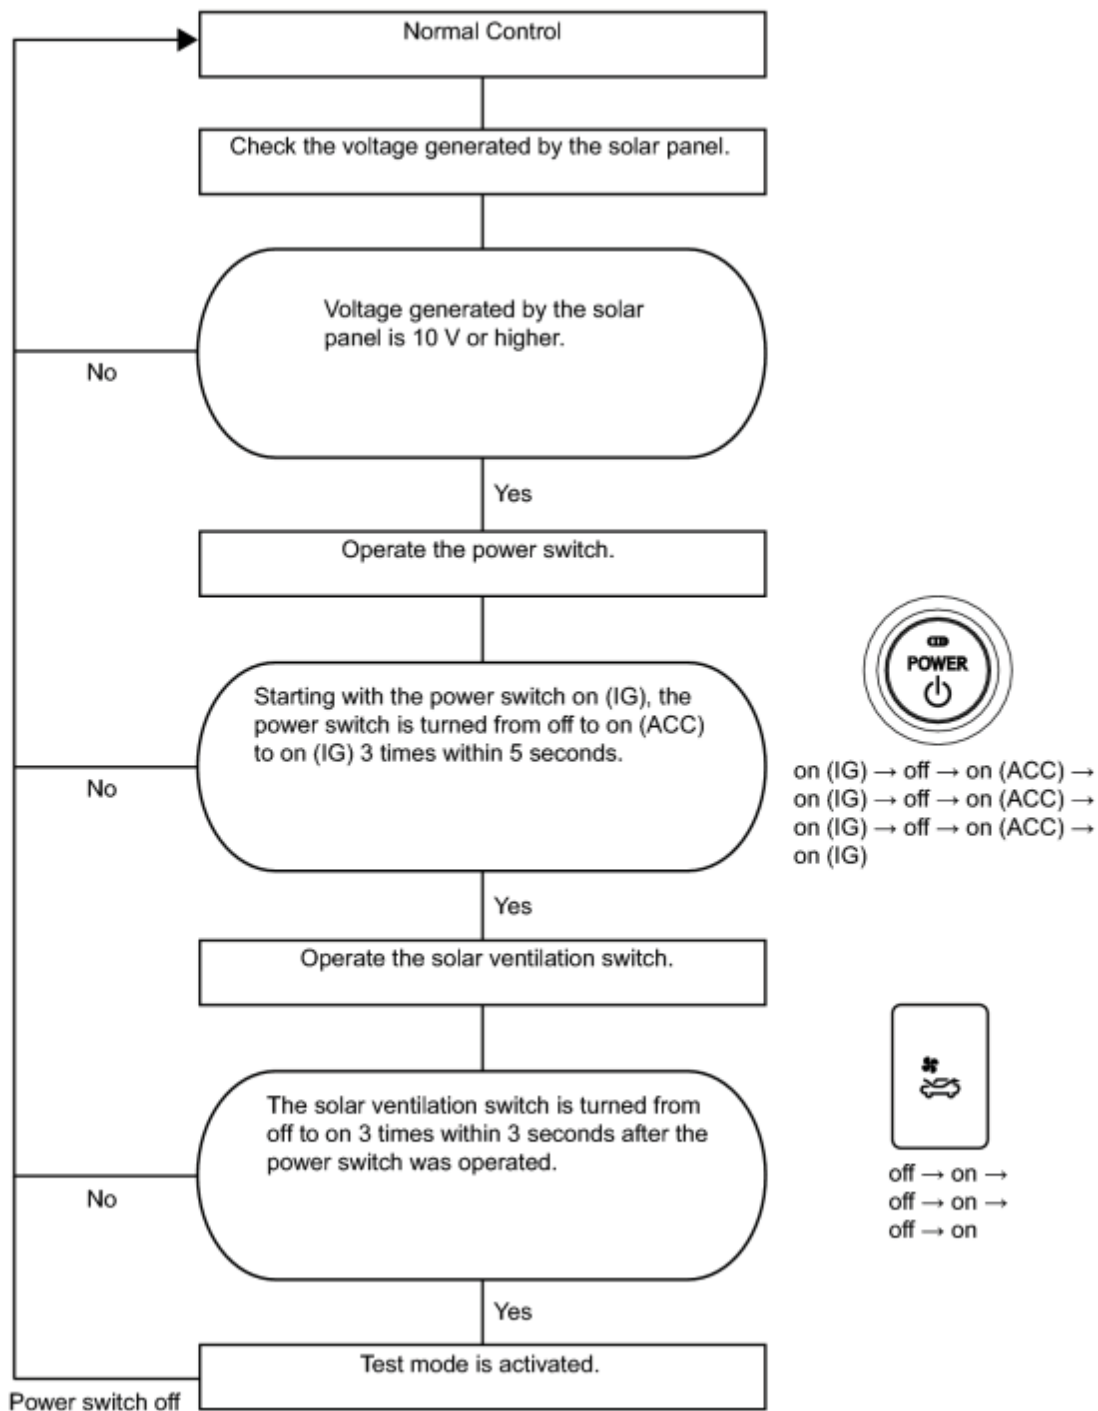 Normal Control
Check the voltage generated by the solar panel.
Voltage generated by the solar
panel is 10 V or higher.
No
Yes
Operate the power switch.
Starting with the power switch on (IG), the
power switch is turned from off to on (ACC)
to on (IG) 3 times within 5 seconds.
POWER
on (IG) → off → on (ACC) →
on (IG) → off → on (ACC) →
on (IG) → off → on (ACC) →
on (IG)
No
Yes
Operate the solar ventilation switch.
The solar ventilation switch is turned from
off to on 3 times within 3 seconds after the
power switch was operated.
off → on →
off → on →
off → on
No
Yes
Test mode is activated.
Power switch off